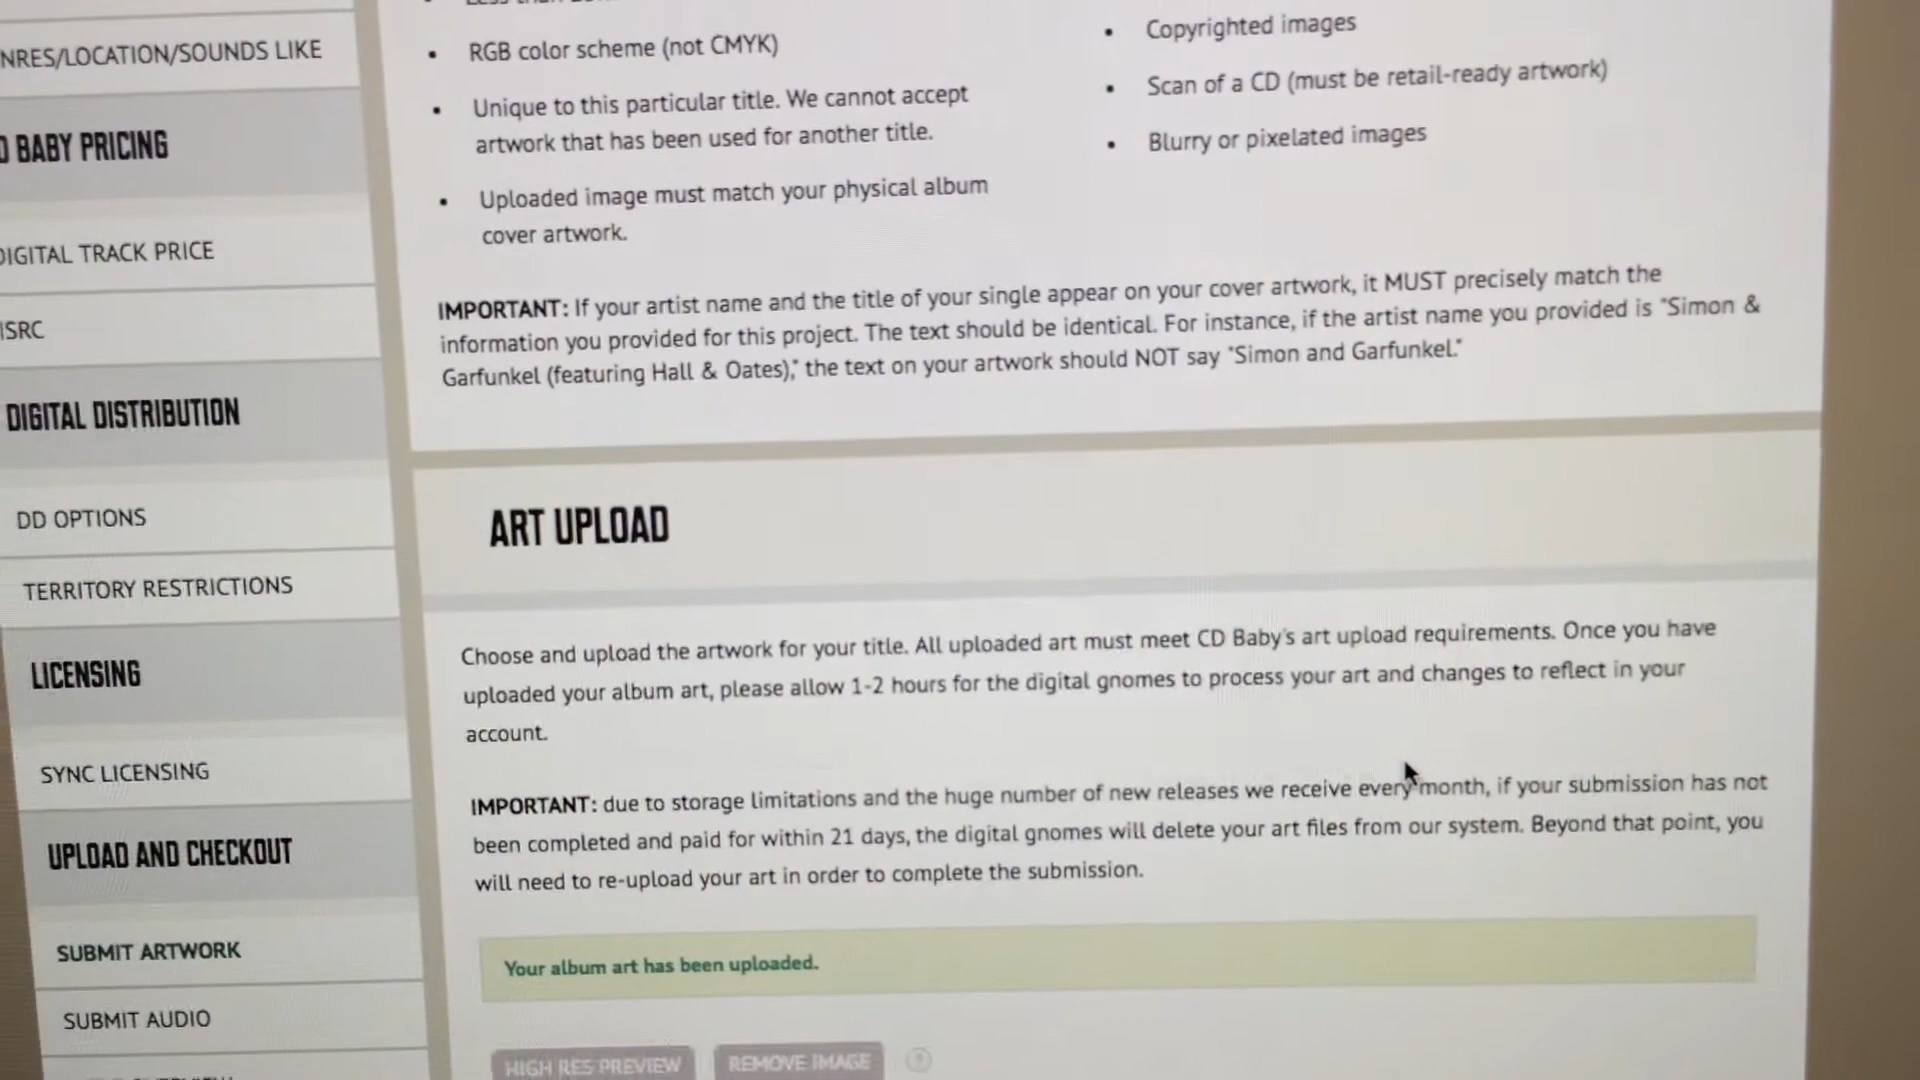 NRES/LOCATION/SOUNDS LIKE
D BABY PRICING
DIGITAL TRACK PRICE
ISRC
DIGITAL DISTRIBUTION
DD OPTIONS
TERRITORY RESTRICTIONS
LICENSING
SYNC LICENSING
UPLOAD AND CHECKOUT
SUBMIT ARTWORK
SUBMIT AUDIO
• RGB color scheme (not CMYK)
• Unique to this particular title. We cannot accept
artwork that has been used for another title.
• Uploaded image must match your physical album
cover artwork.
• Copyrighted images
• Scan of a CD (must be retail-ready artwork)
• Blurry or pixelated images
IMPORTANT: If your artist name and the title of your single appear on your cover artwork, it MUST precisely match the
information you provided for this project. The text should be identical. For instance, if the artist name you provided is "Simon &
Garfunkel (featuring Hall & Oates)," the text on your artwork should NOT say "Simon and Garfunkel."
ART UPLOAD
Choose and upload the artwork for your title. All uploaded art must meet CD Baby's art upload requirements. Once you have
uploaded your album art, please allow 1-2 hours for the digital gnomes to process your art and changes to reflect in your
account.
IMPORTANT: due to storage limitations and the huge number of new releases we receive every month, if your submission has not
been completed and paid for within 21 days, the digital gnomes will delete your art files from our system. Beyond that point, you
will need to re-upload your art in order to complete the submission.
Your album art has been uploaded.
HIGH RES PREVIEW
REMOVE IMAGE
?